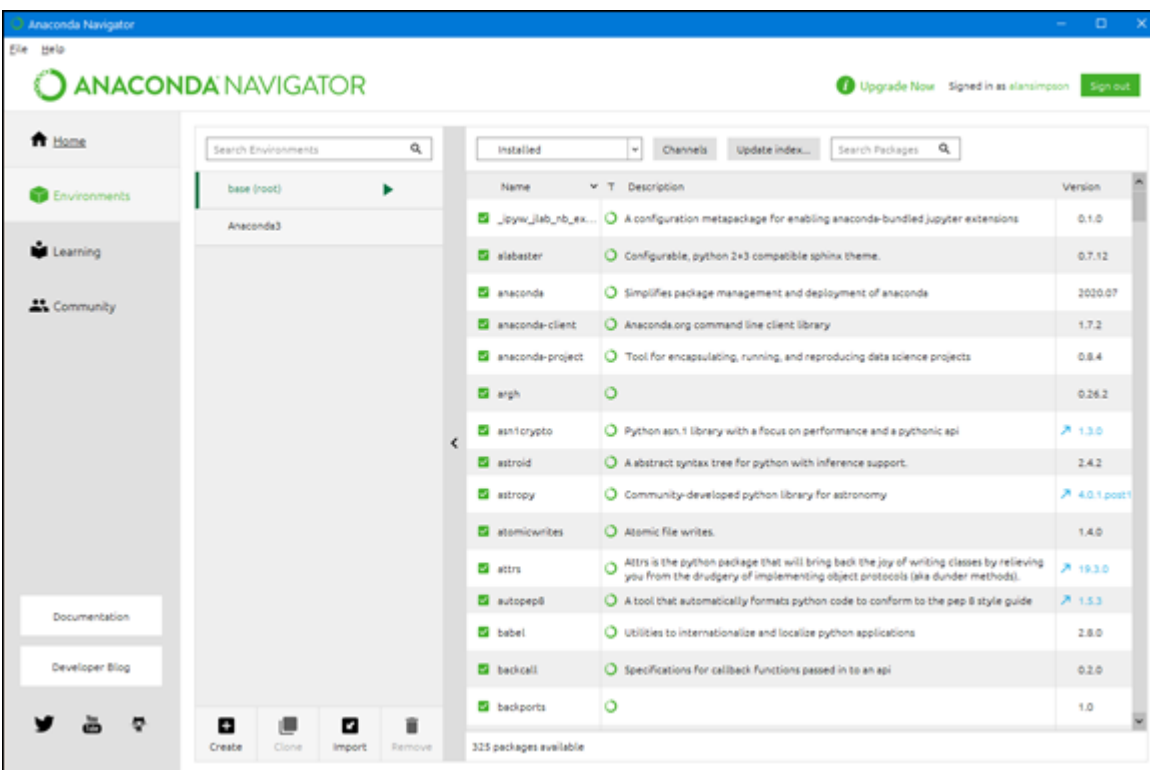 Anaconda Navigator
File Help
ANACONDA NAVIGATOR
Upgrade Now Signed in as alansimpson Sign out
Home
Environments
Learning
Community
Documentation
Developer Blog
You Tube
Search Environments
base (root)
Anaconda3
Create Clone Import Remove
Installed Channels Update index... Search Packages
Name T Description Version
_ipyw_jlab_nb_ex... A configuration metapackage for enabling anaconda-bundled jupyter extensions 0.1.0
alabaster Configurable, python 2+3 compatible sphinx theme. 0.7.12
anaconda Simplifies package management and deployment of anaconda 2020.07
anaconda-client Anaconda.org command line client library 1.7.2
anaconda-project Tool for encapsulating, running, and reproducing data science projects 0.8.4
argh 0.26.2
asn1crypto Python asn.1 library with a focus on performance and a pythonic api 1.3.0
astroid A abstract syntax tree for python with inference support. 2.4.2
astropy Community-developed python library for astronomy 4.0.1.post1
atomicwrites Atomic file writes. 1.4.0
attrs Attrs is the python package that will bring back the joy of writing classes by relieving
you from the drudgery of implementing object protocols (aka dunder methods). 19.3.0
autopep8 A tool that automatically formats python code to conform to the pep 8 style guide 1.5.3
babel Utilities to internationalize and localize python applications 2.8.0
backcall Specifications for callback functions passed in to an api 0.2.0
backports 1.0
325 packages available